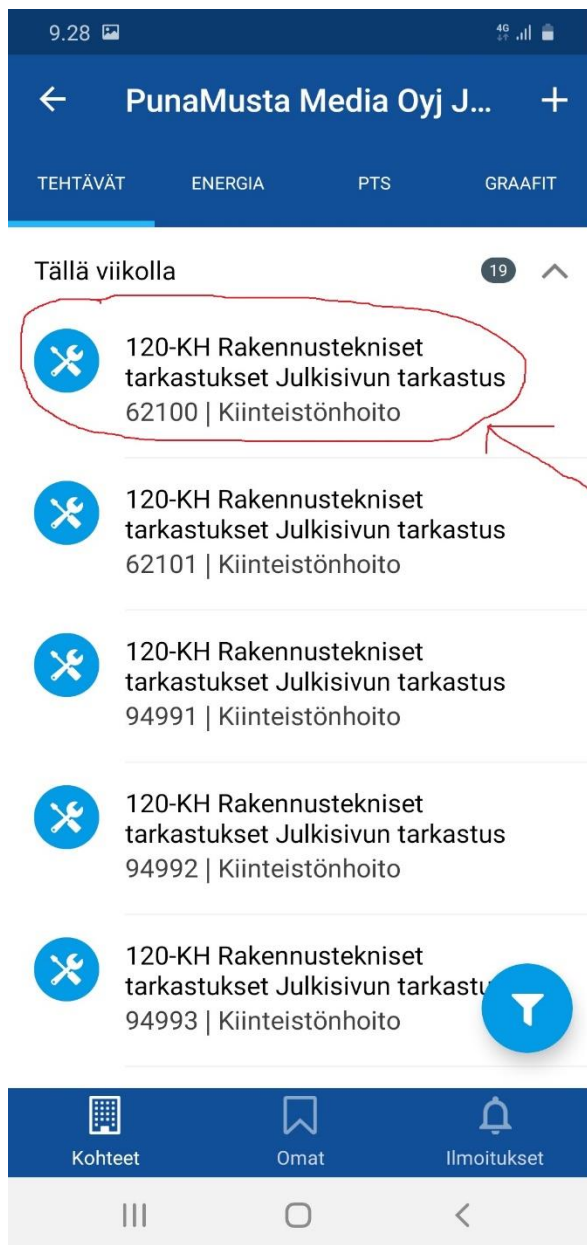 9.28 4G
PunaMusta Media Oyj J...
TEHTÄVÄT ENERGIA PTS GRAAFIT
Tällä viikolla 19
120-KH Rakennustekniset
tarkastukset Julkisivun tarkastus
62100 | Kiinteistönhoito
120-KH Rakennustekniset
tarkastukset Julkisivun tarkastus
62101 | Kiinteistönhoito
120-KH Rakennustekniset
tarkastukset Julkisivun tarkastus
94991 | Kiinteistönhoito
120-KH Rakennustekniset
tarkastukset Julkisivun tarkastus
94992 | Kiinteistönhoito
120-KH Rakennustekniset
tarkastukset Julkisivun tarkastu
94993 | Kiinteistönhoito
Kohteet Omat Ilmoitukset